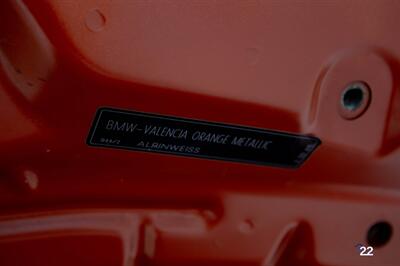 BMW-VALENCIA ORANGE METALLIC
ALPINWEISS
22